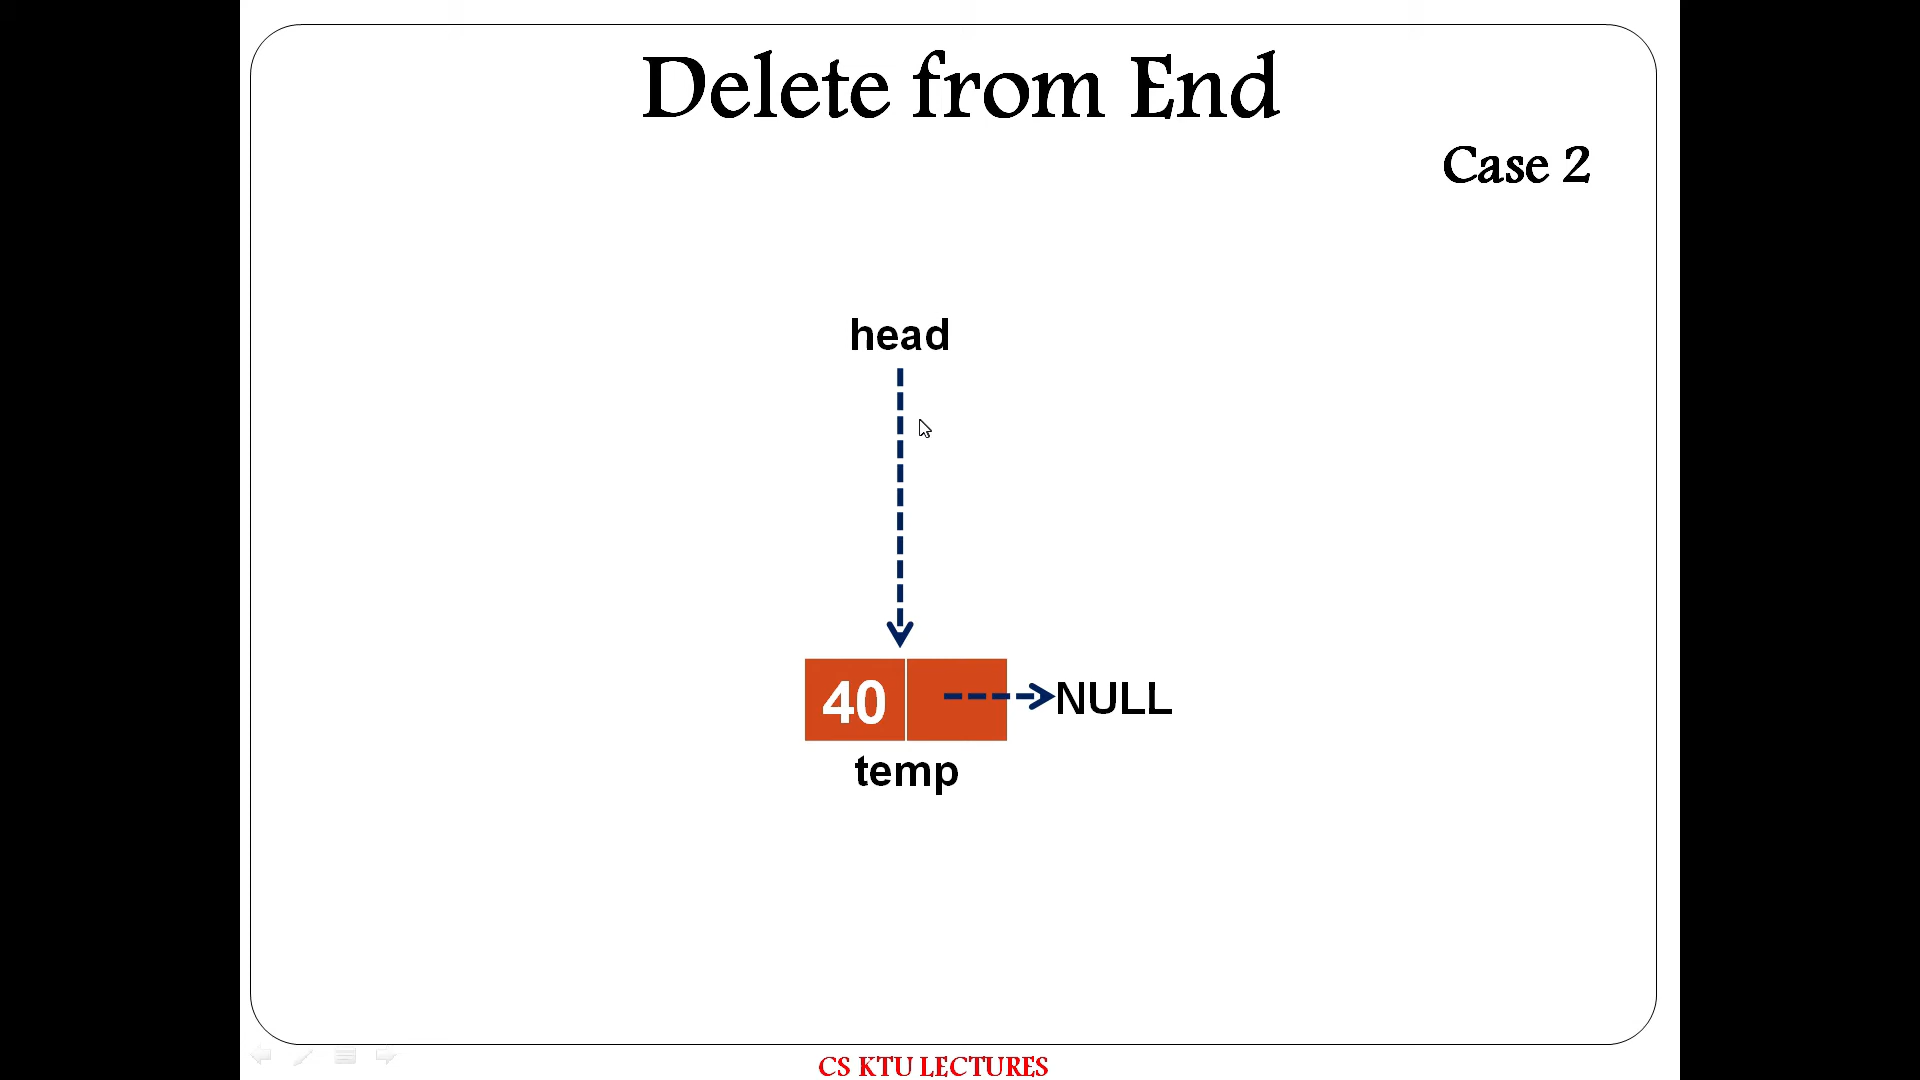 Delete from End
Case 2
head
40
NULL
temp
CS KTU LECTURES